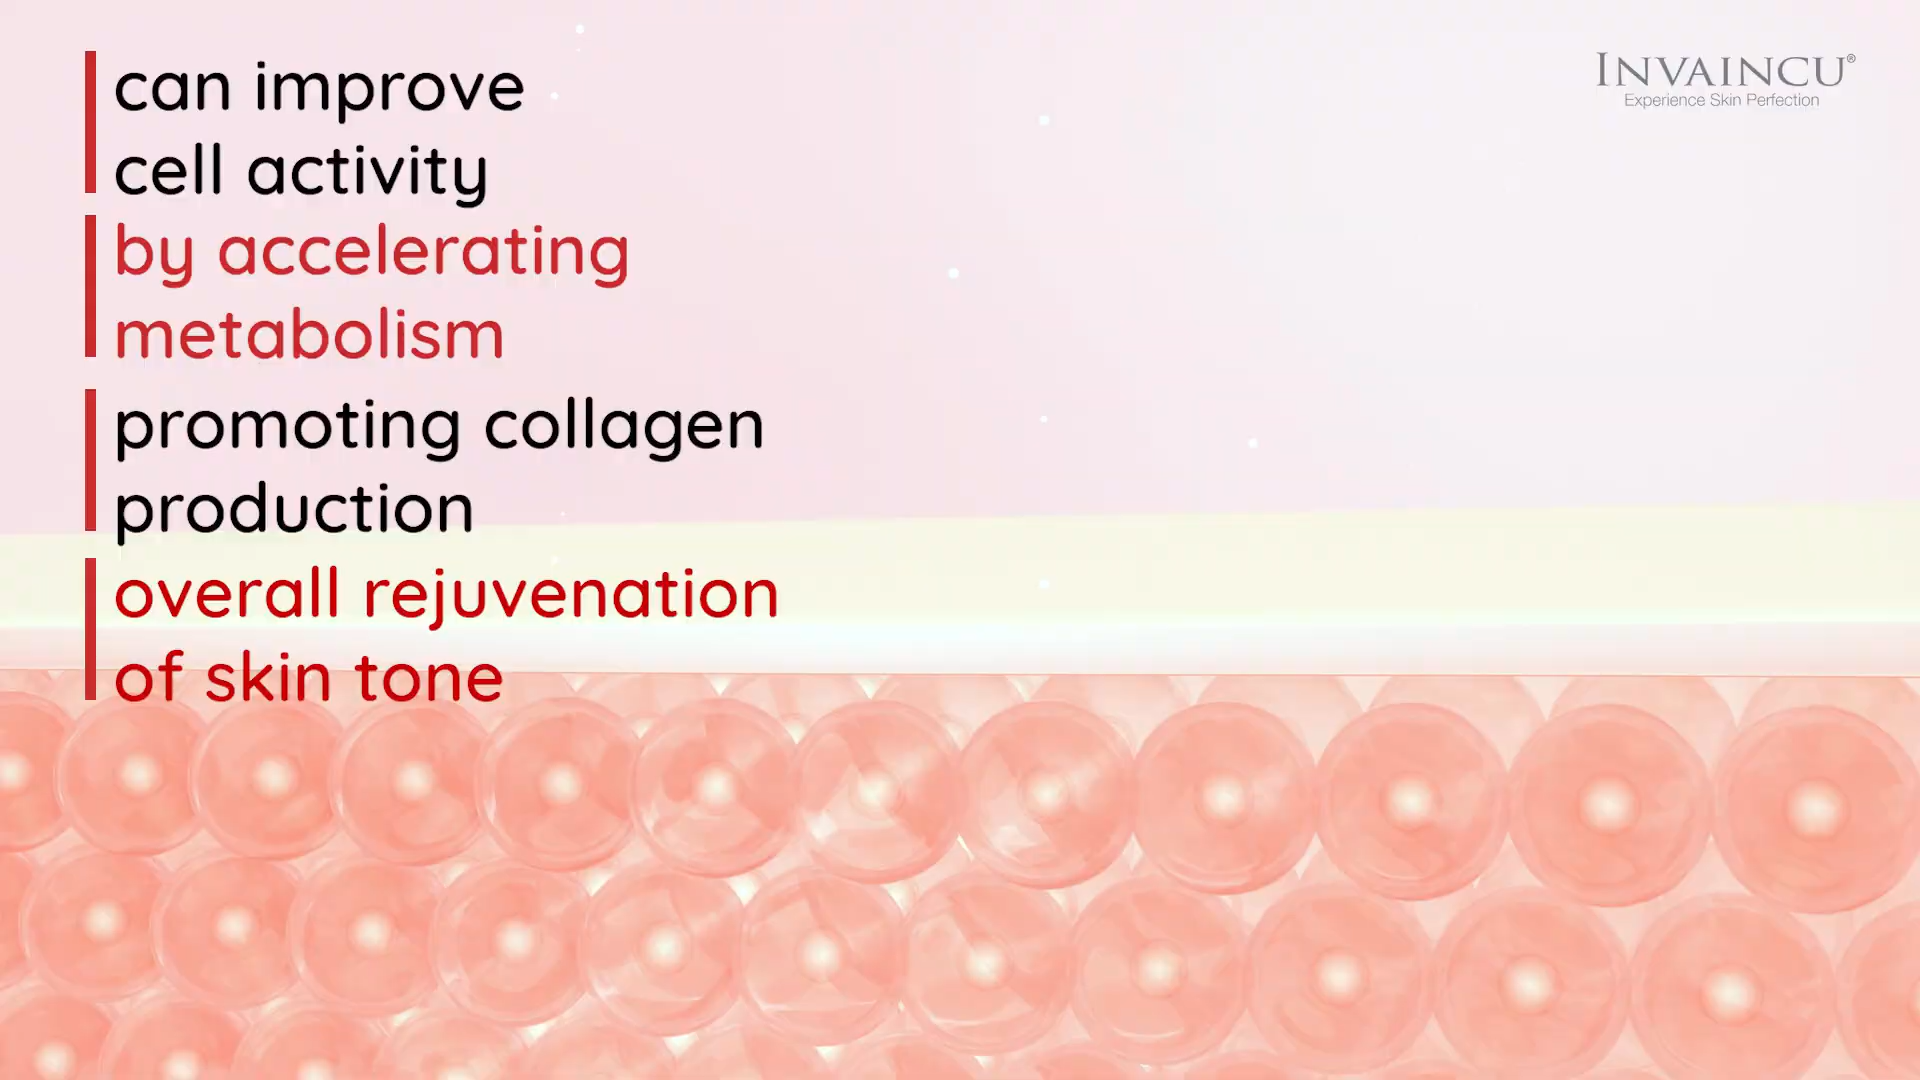 can improve
cell activity
by accelerating
metabolism
promoting collagen
production
overall rejuvenation
of skin tone
INVAINCU®
Experience Skin Perfection